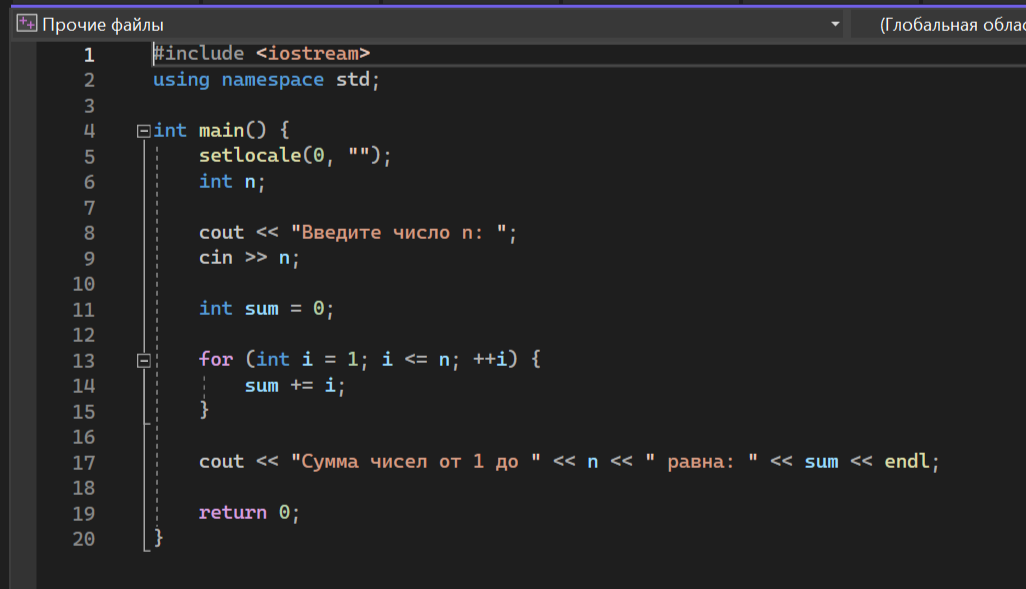 Прочие файлы (Глобальная облас
1 #include <iostream>
2 using namespace std;
3
4 int main() {
5 setlocale(0, "");
6 int n;
7
8 cout << "Введите число n: ";
9 cin >> n;
10
11 int sum = 0;
12
13 for (int i = 1; i <= n; ++i) {
14 sum += i;
15 }
16
17 cout << "Сумма чисел от 1 до " << n << " равна: " << sum << endl;
18
19 return 0;
20 }